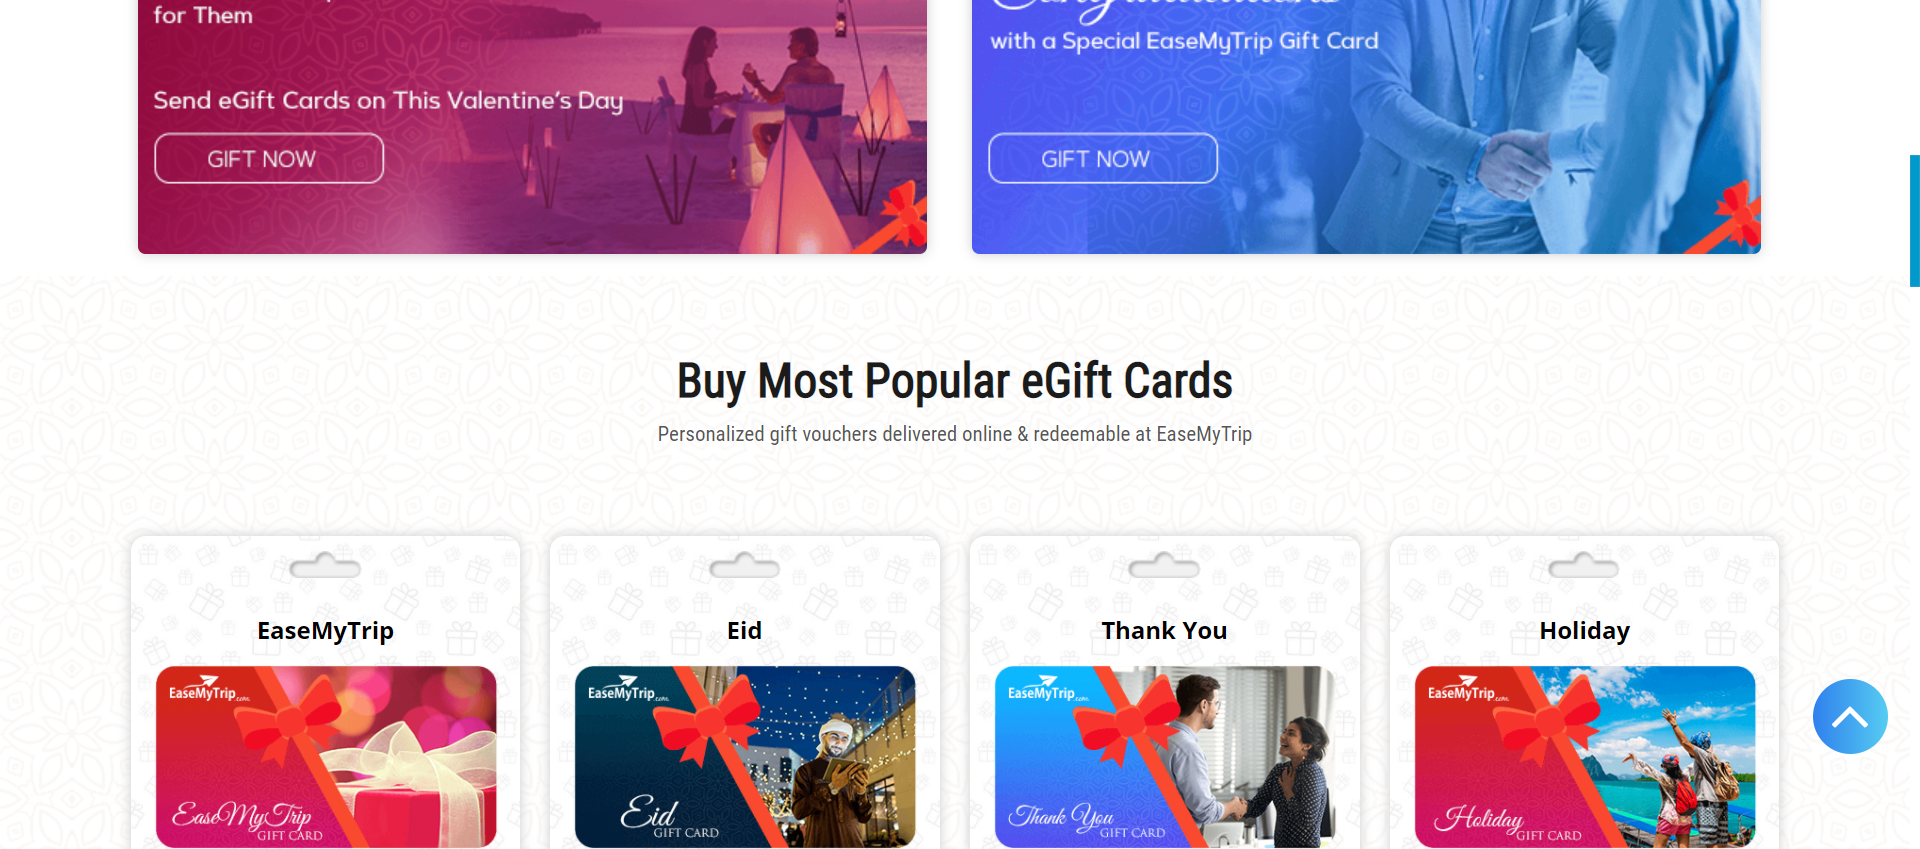 for Them
Send eGift Cards on This Valentine's Day
GIFT NOW
with a Special EaseMyTrip Gift Card
GIFT NOW
Buy Most Popular eGift Cards
Personalized gift vouchers delivered online & redeemable at EaseMyTrip
EaseMyTrip
EaseMyTrip.com
EaseMyTrip
GIFT CARD
Eid
EaseMyTrip.com
Eid
GIFT CARD
Thank You
EaseMyTrip.com
Thank You
GIFT CARD
Holiday
EaseMyTrip.com
Holiday
GIFT CARD